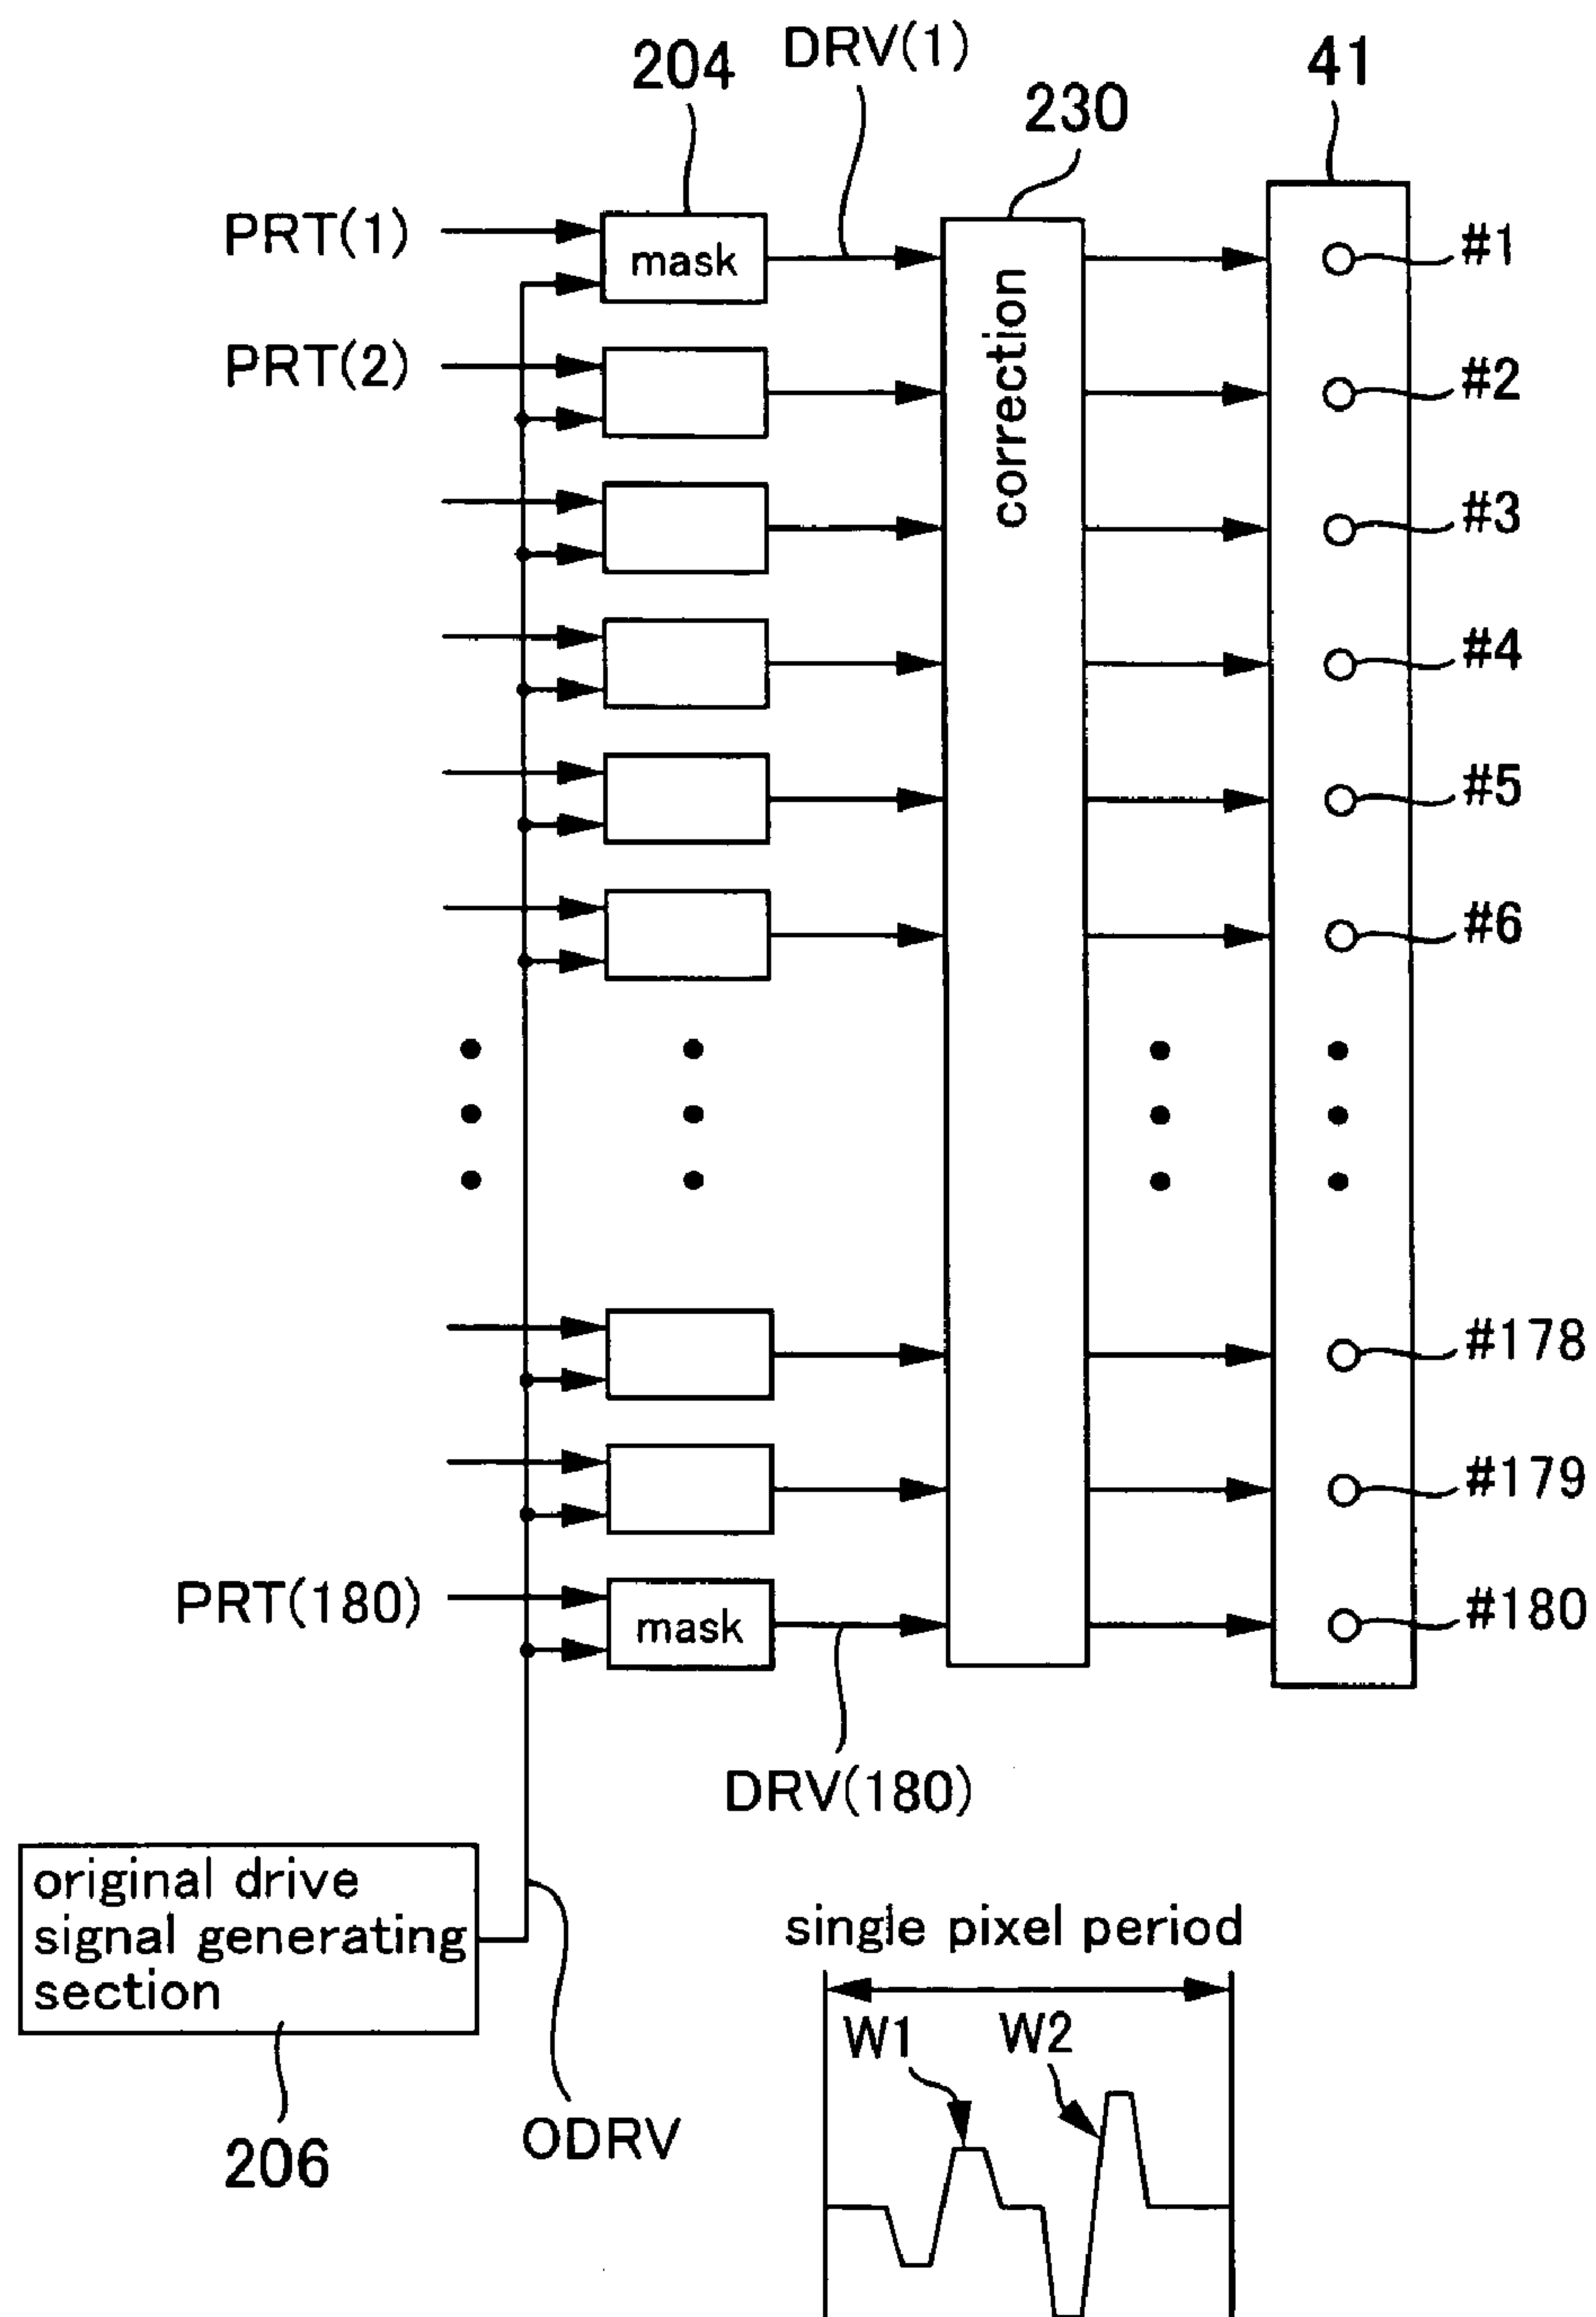 204
DRV(1)
41
230
PRT(1)
mask
#1
PRT(2)
#2
correction
#3
#4
#5
#6
#178
#179
PRT(180)
mask
#180
DRV(180)
original drive
signal generating
section
single pixel period
W1
W2
ODRV
206